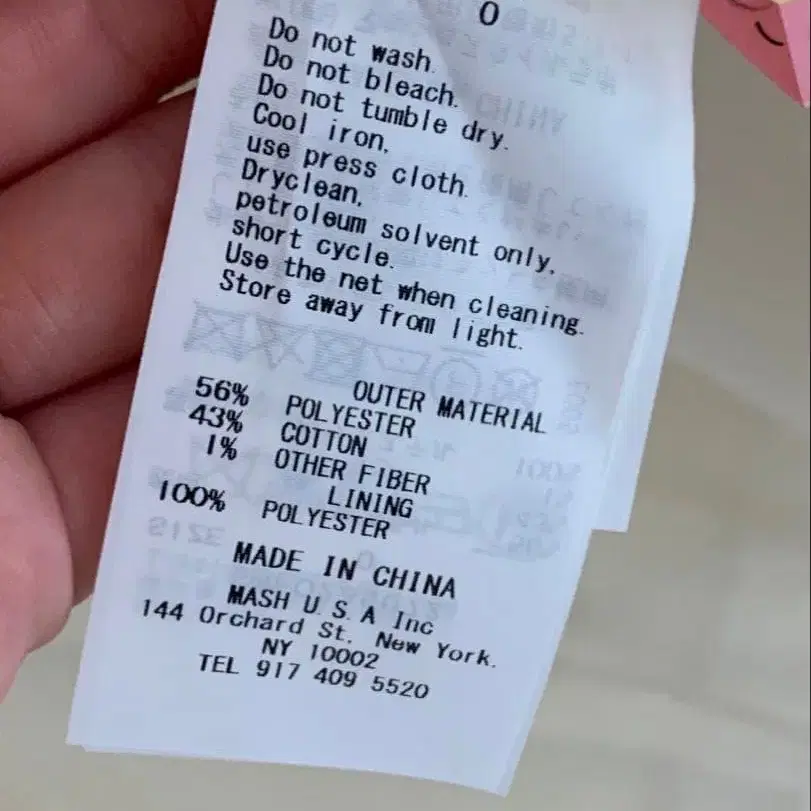 0
Do not wash.
Do not bleach.
Do not tumble dry.
Cool iron,
use press cloth.
Dryclean,
petroleum solvent only,
short cycle.
Use the net when cleaning.
Store away from light.
OUTER MATERIAL
56% POLYESTER
43% COTTON
1% OTHER FIBER
LINING
100% POLYESTER
MADE IN CHINA
MASH U.S.A Inc
144 Orchard St. New York.
NY 10002
TEL 917 409 5520